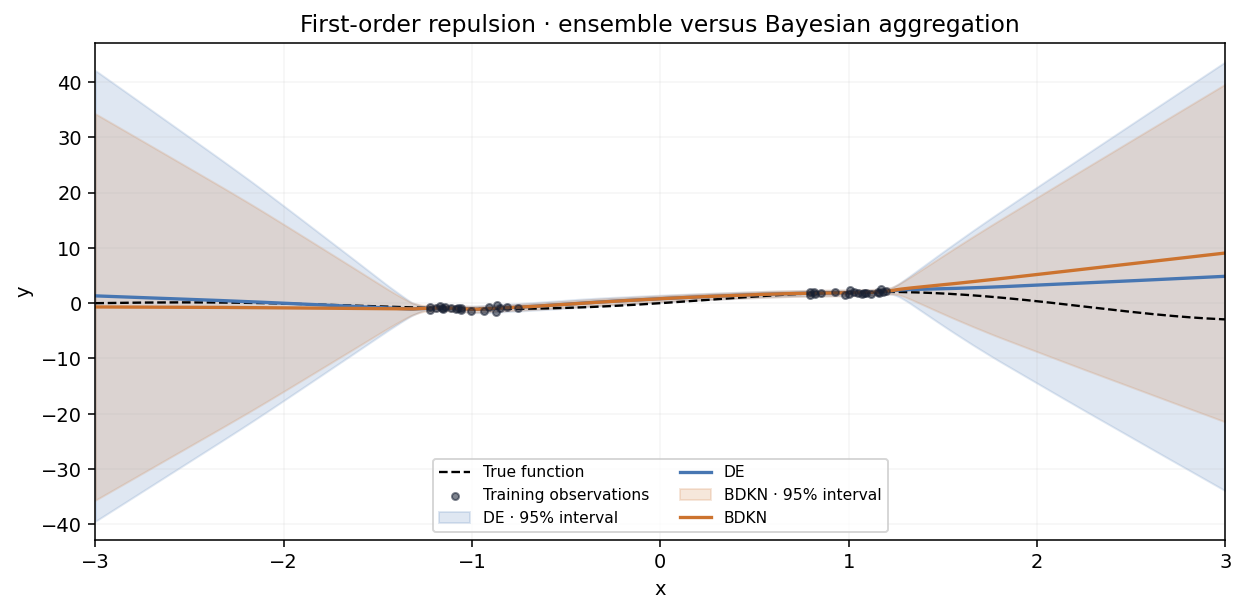 First-order repulsion · ensemble versus Bayesian aggregation
y
40
30
20
10
0
−10
−20
−30
−40
True function
Training observations
DE · 95% interval
DE
BDKN · 95% interval
BDKN
−3
−2
−1
0
1
2
3
x